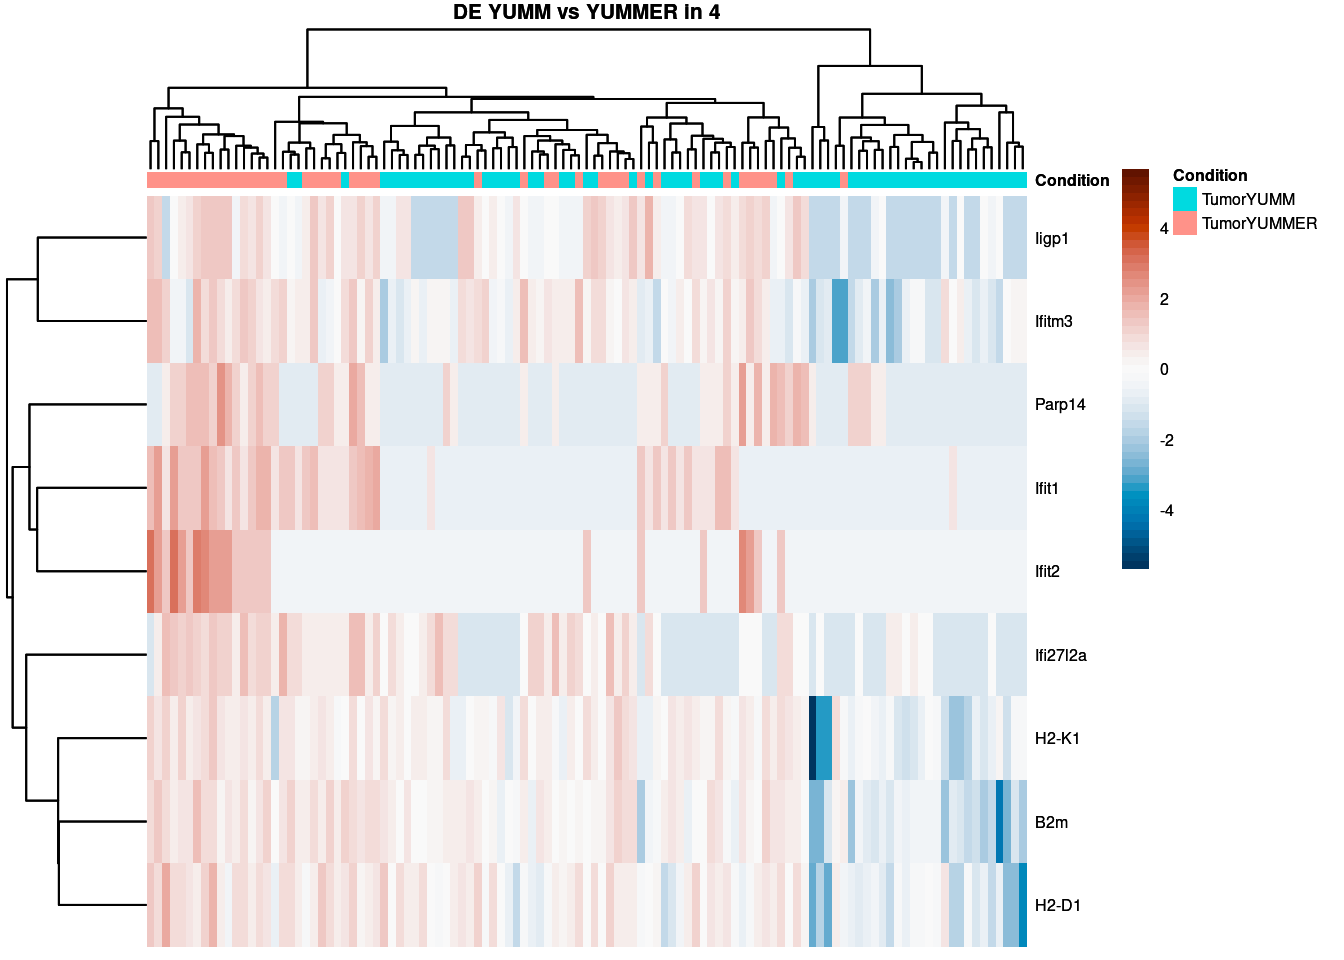 DE YUMM vs YUMMER in 4
Condition
Iigp1
Ifitm3
Parp14
Ifit1
Ifit2
Ifi27l2a
H2-K1
B2m
H2-D1
4
2
0
-2
-4
Condition
TumorYUMM
TumorYUMMER